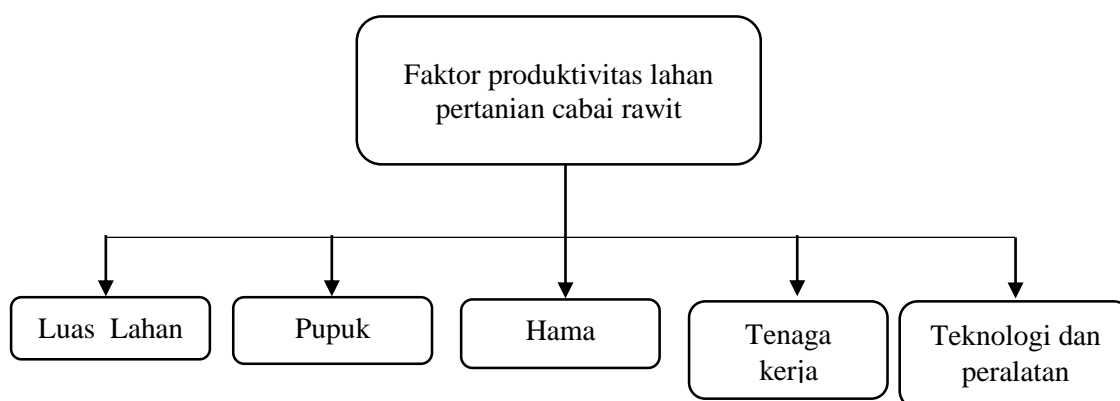 Faktor produktivitas lahan
pertanian cabai rawit
Luas Lahan
Pupuk
Hama
Tenaga
kerja
Teknologi dan
peralatan